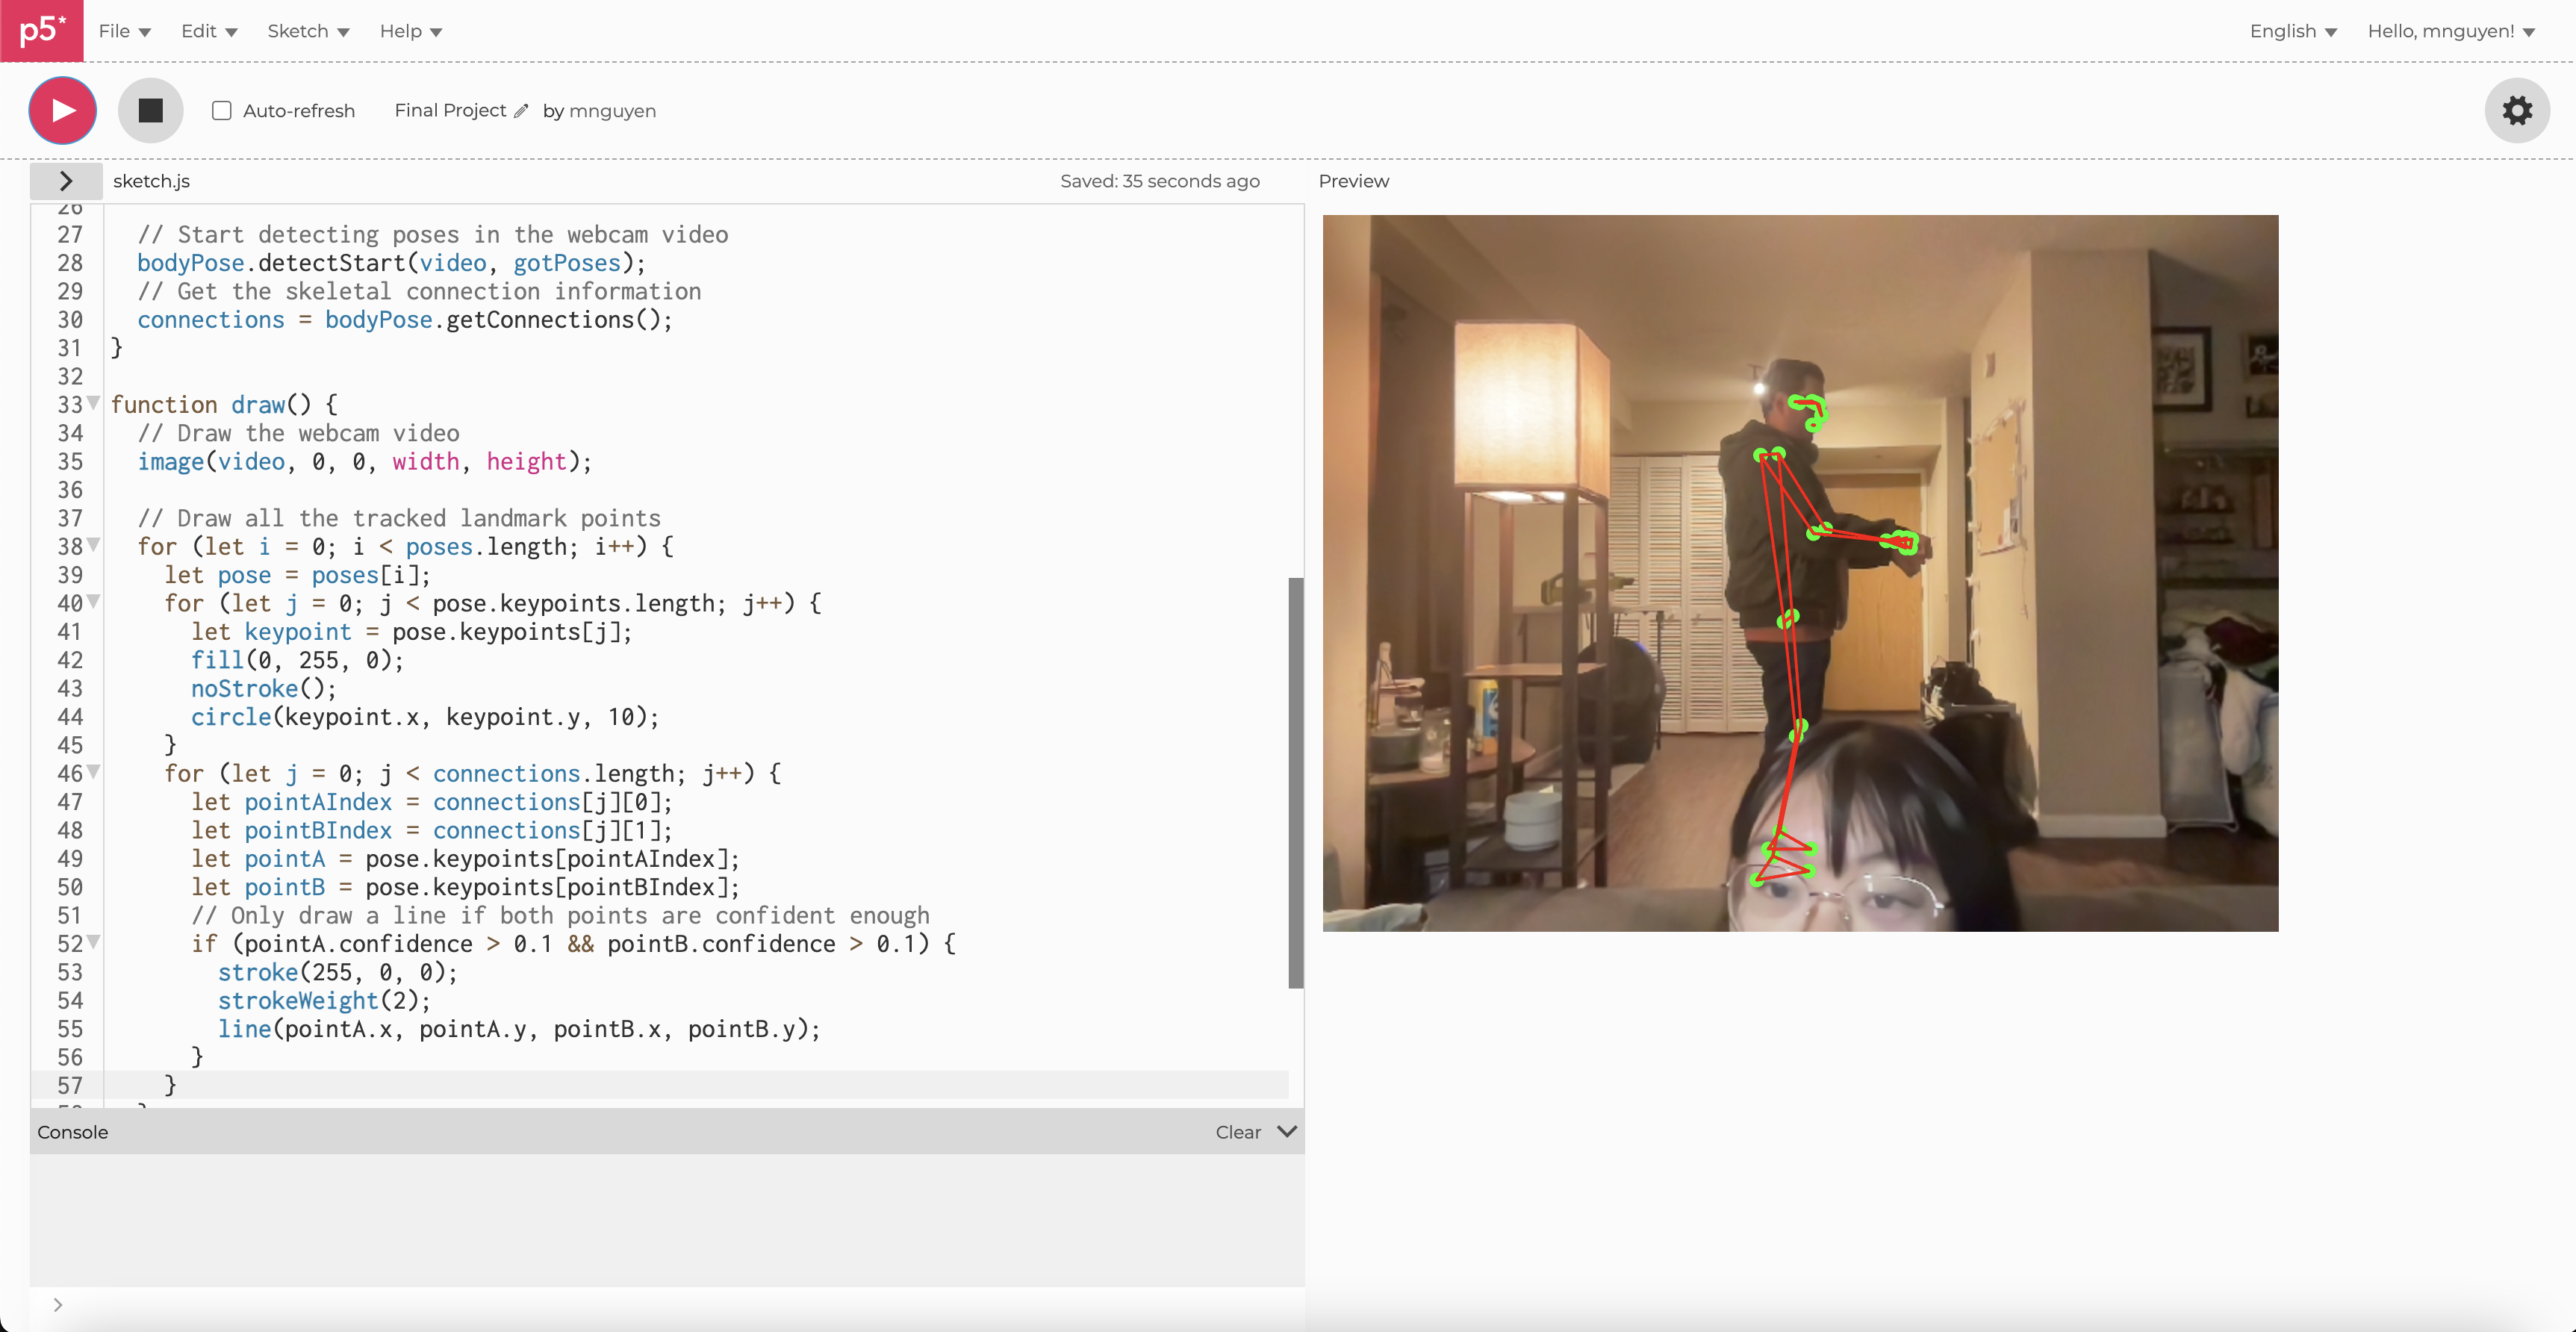 p5*
File Edit Sketch Help English Hello, mnguyen!
Auto-refresh Final Project by mnguyen
sketch.js Saved: 35 seconds ago Preview
26
27   // Start detecting poses in the webcam video
28   bodyPose.detectStart(video, gotPoses);
29   // Get the skeletal connection information
30   connections = bodyPose.getConnections();
31 }
32
33 function draw() {
34   // Draw the webcam video
35   image(video, 0, 0, width, height);
36
37   // Draw all the tracked landmark points
38   for (let i = 0; i < poses.length; i++) {
39     let pose = poses[i];
40     for (let j = 0; j < pose.keypoints.length; j++) {
41       let keypoint = pose.keypoints[j];
42       fill(0, 255, 0);
43       noStroke();
44       circle(keypoint.x, keypoint.y, 10);
45     }
46     for (let j = 0; j < connections.length; j++) {
47       let pointAIndex = connections[j][0];
48       let pointBIndex = connections[j][1];
49       let pointA = pose.keypoints[pointAIndex];
50       let pointB = pose.keypoints[pointBIndex];
51       // Only draw a line if both points are confident enough
52       if (pointA.confidence > 0.1 && pointB.confidence > 0.1) {
53         stroke(255, 0, 0);
54         strokeWeight(2);
55         line(pointA.x, pointA.y, pointB.x, pointB.y);
56       }
57     }
Console Clear
>